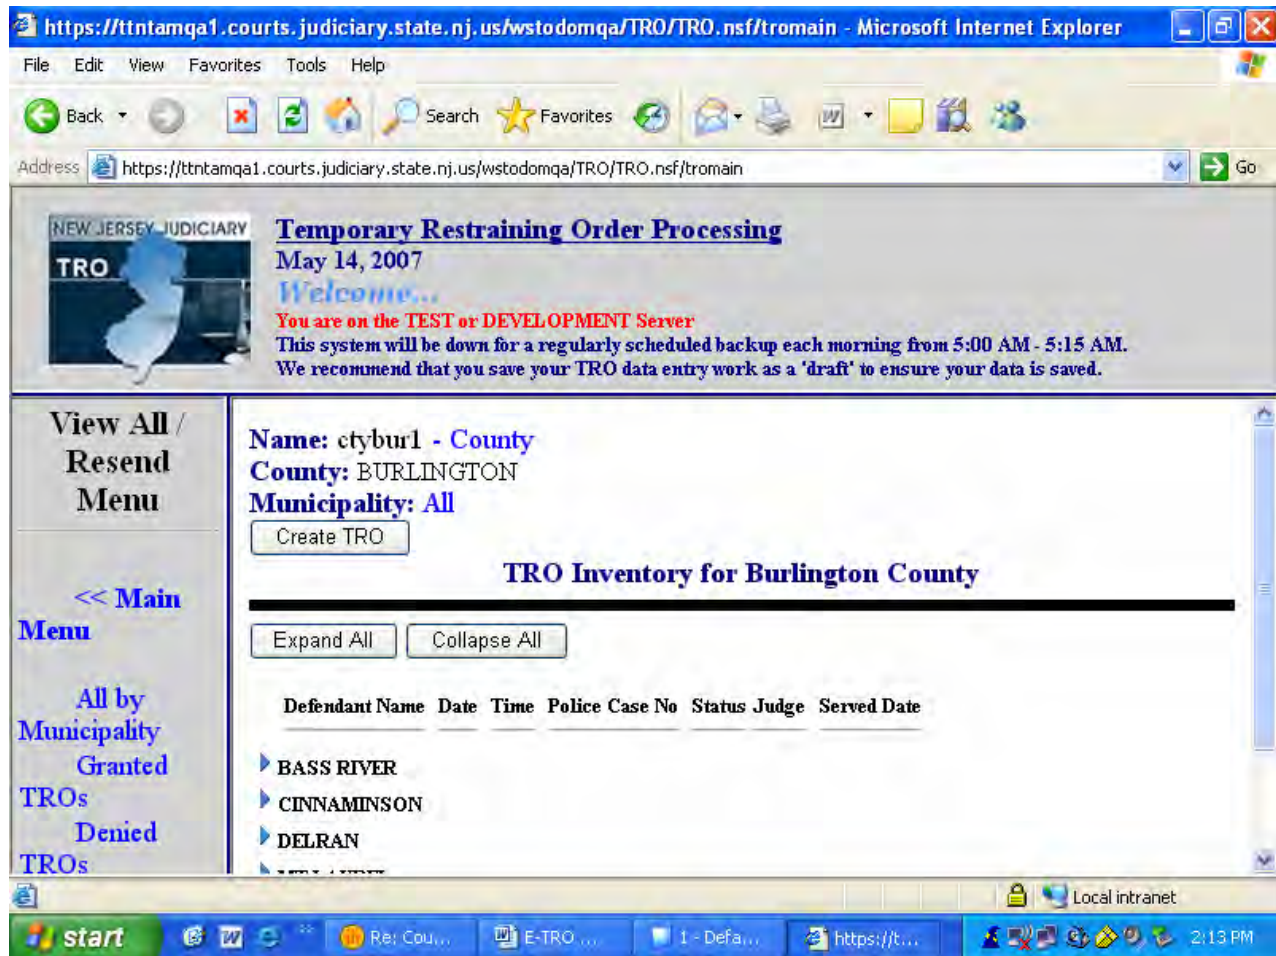 https://ttntamqa1.courts.judiciary.state.nj.us/wstodomqa/TRO/TRO.nsf/tromain - Microsoft Internet Explorer
File Edit View Favorites Tools Help
Back Search Favorites
Address https://ttntamqa1.courts.judiciary.state.nj.us/wstodomqa/TRO/TRO.nsf/tromain Go
NEW JERSEY JUDICIARY
TRO
Temporary Restraining Order Processing
May 14, 2007
Welcome...
You are on the TEST or DEVELOPMENT Server
This system will be down for a regularly scheduled backup each morning from 5:00 AM - 5:15 AM.
We recommend that you save your TRO data entry work as a 'draft' to ensure your data is saved.
View All /
Resend
Menu
<< Main
Menu
All by
Municipality
Granted
TROs
Denied
TROs
Name: ctybur1 - County
County: BURLINGTON
Municipality: All
Create TRO
TRO Inventory for Burlington County
Expand All Collapse All
Defendant Name Date Time Police Case No Status Judge Served Date
BASS RIVER
CINNAMINSON
DELRAN
Local intranet
start Re: Cou... E-TRO ... 1 - Defa... https://t... 2:13 PM